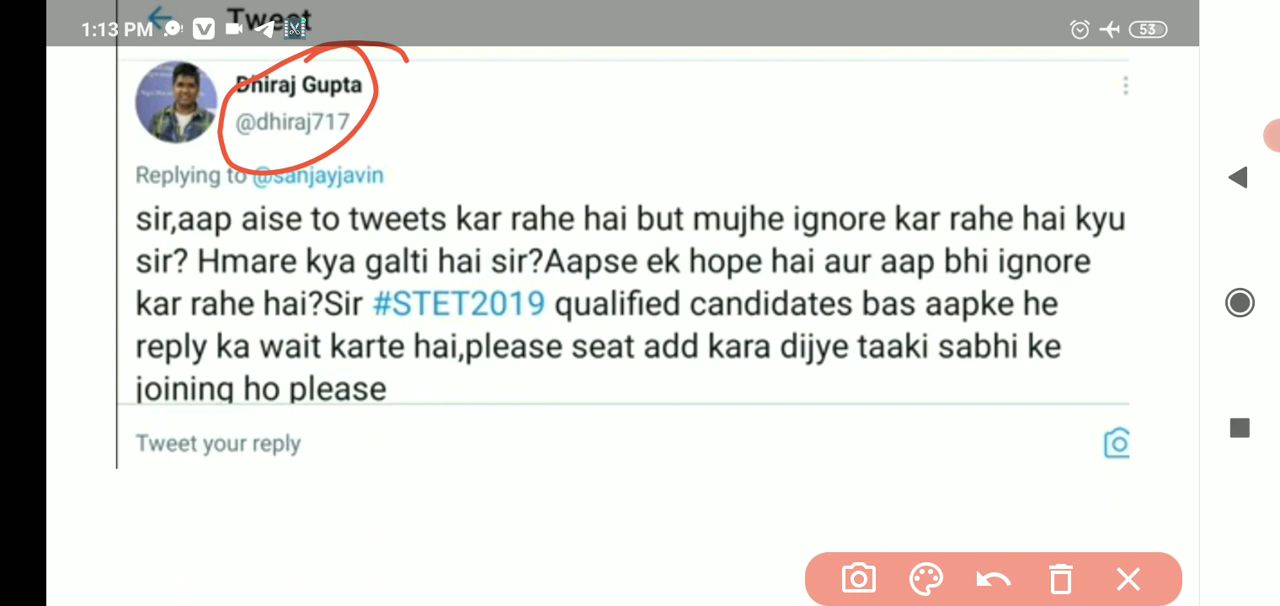 1:13 PM
Tweet
53
Dhiraj Gupta
@dhiraj717
Replying to @sanjayjavin
sir,aap aise to tweets kar rahe hai but mujhe ignore kar rahe hai kyu
sir? Hmare kya galti hai sir?Aapse ek hope hai aur aap bhi ignore
kar rahe hai?Sir #STET2019 qualified candidates bas aapke he
reply ka wait karte hai,please seat add kara dijye taaki sabhi ke
joining ho please
Tweet your reply